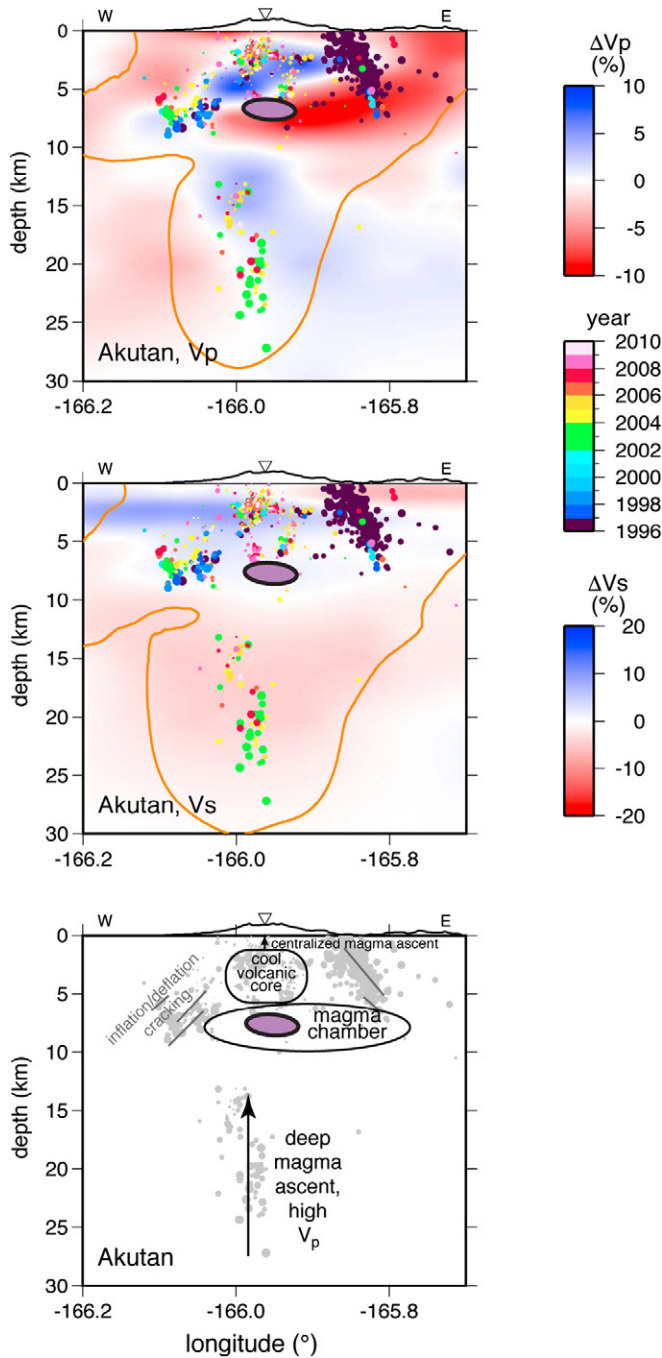 W E
0
5
10
15
20
25
30
depth (km)
Akutan, Vp
-166.2 -166.0 -165.8
ΔVp
(%)
10
5
0
-5
-10
year
2010
2008
2006
2004
2002
2000
1998
1996
W E
0
5
10
15
20
25
30
depth (km)
Akutan, Vs
-166.2 -166.0 -165.8
ΔVs
(%)
20
10
0
-10
-20
W E
0
5
10
15
20
25
30
depth (km)
centralized magma ascent
cool
volcanic
core
inflation/deflation
cracking
magma
chamber
deep
magma
ascent,
high
Vp
Akutan
-166.2 -166.0 -165.8
longitude (°)